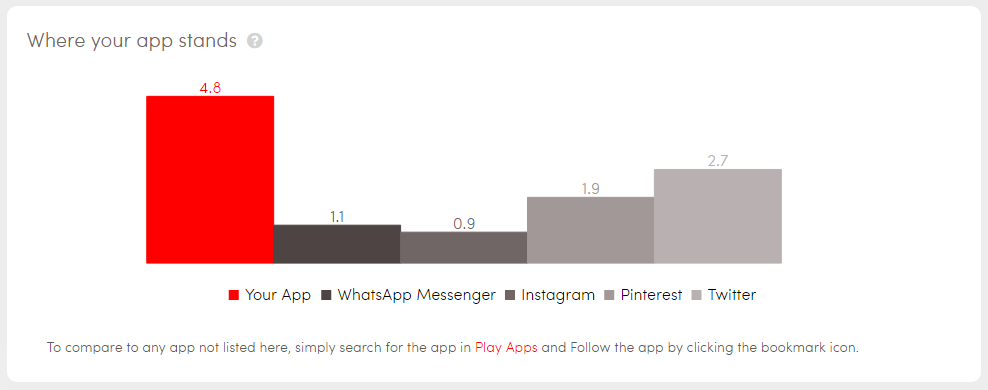 Where your app stands ?
4.8
1.1
0.9
1.9
2.7
Your App WhatsApp Messenger Instagram Pinterest Twitter
To compare to any app not listed here, simply search for the app in Play Apps and Follow the app by clicking the bookmark icon.